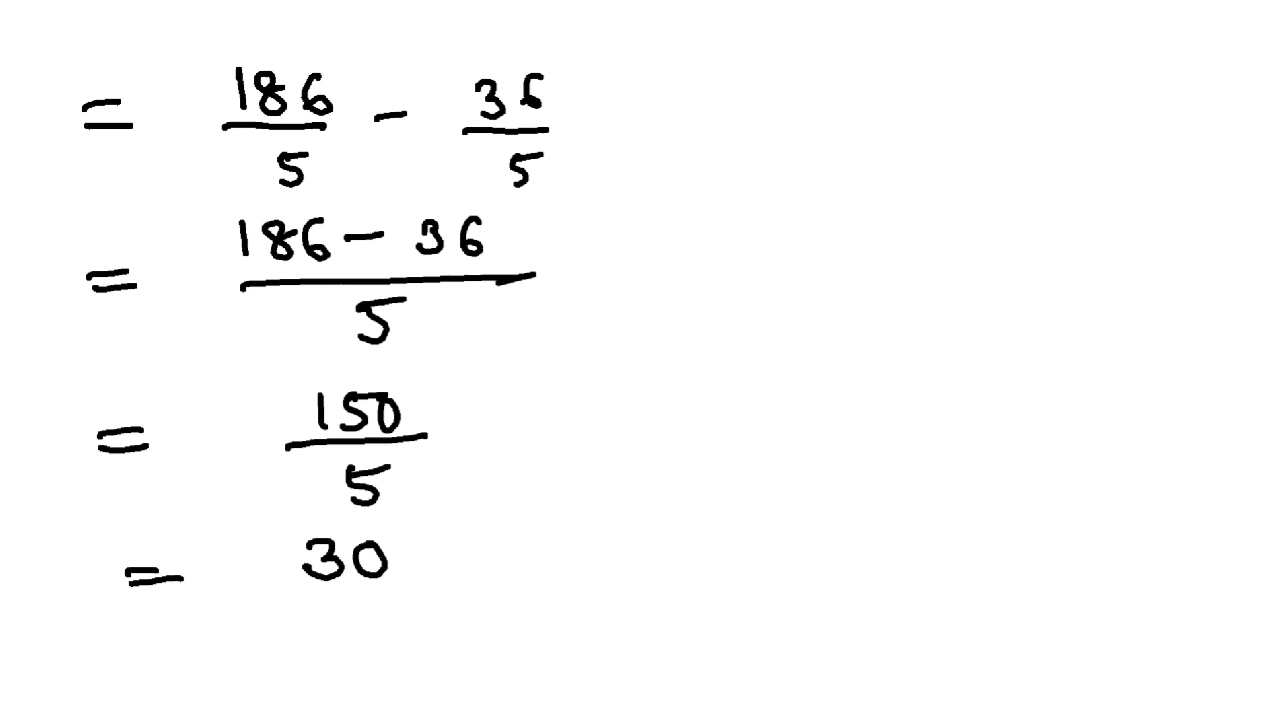 = 186/5 - 36/5
= 186 - 36/5
= 150/5
= 30